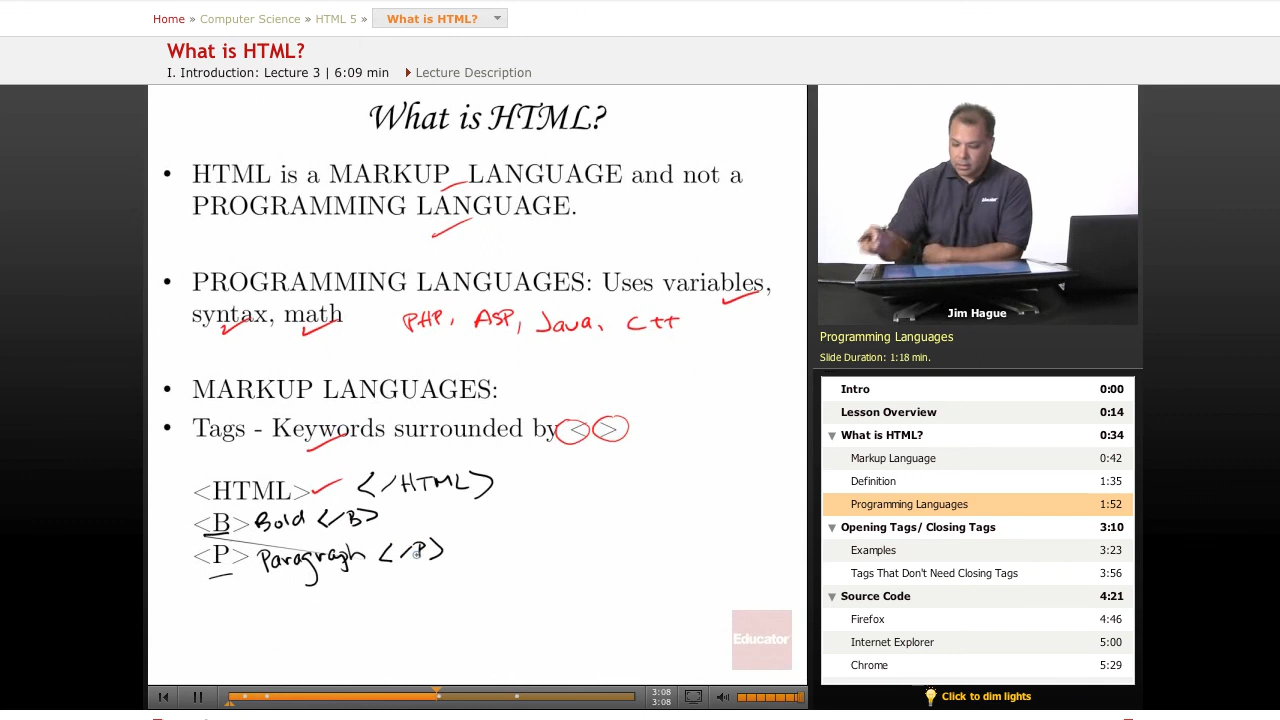 Home » Computer Science » HTML 5 » What is HTML?
What is HTML?
I. Introduction: Lecture 3 | 6:09 min Lecture Description
What is HTML?
• HTML is a MARKUP LANGUAGE and not a
PROGRAMMING LANGUAGE.
• PROGRAMMING LANGUAGES: Uses variables,
syntax, math PHP, ASP, Java, C++
• MARKUP LANGUAGES:
• Tags - Keywords surrounded by < >
<HTML> </HTML>
<B> Bold </B>
<P> Paragraph </P>
Educator
Educator
Jim Hague
Programming Languages
Slide Duration: 1:18 min.
Intro 0:00
Lesson Overview 0:14
What is HTML? 0:34
Markup Language 0:42
Definition 1:35
Programming Languages 1:52
Opening Tags/ Closing Tags 3:10
Examples 3:23
Tags That Don't Need Closing Tags 3:56
Source Code 4:21
Firefox 4:46
Internet Explorer 5:00
Chrome 5:29
3:08
3:08
Click to dim lights